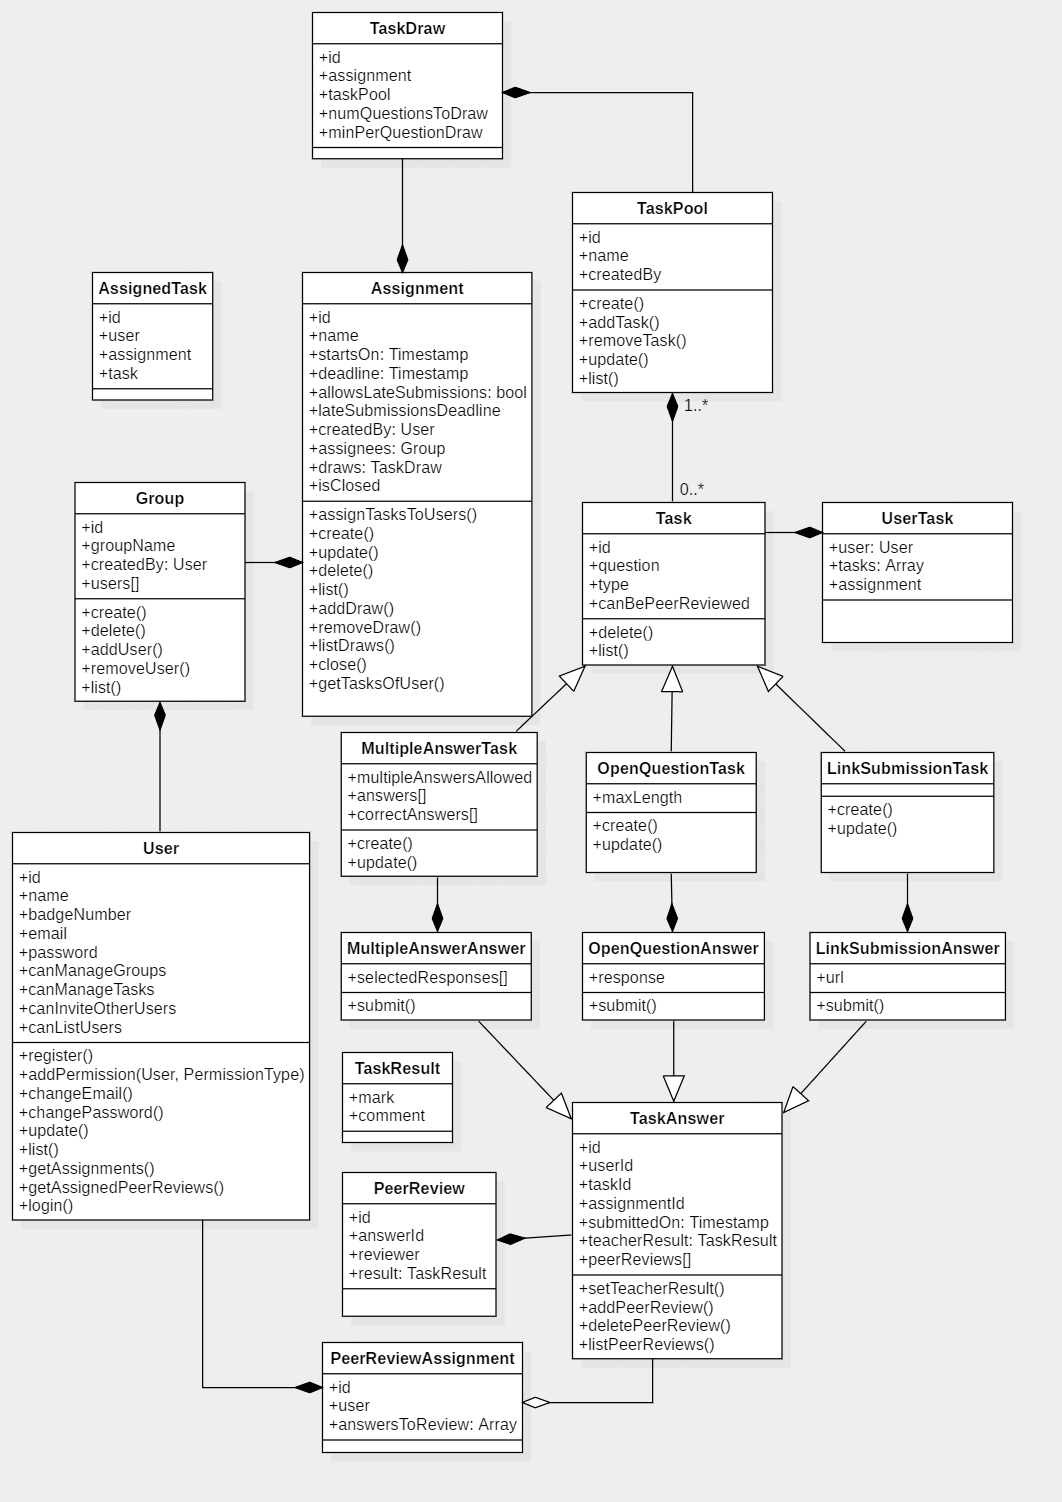 TaskDraw
+id
+assignment
+taskPool
+numQuestionsToDraw
+minPerQuestionDraw
TaskPool
+id
+name
+createdBy
+create()
+addTask()
+removeTask()
+update()
+list()
1..*
0..*
AssignedTask
+id
+user
+assignment
+task
Assignment
+id
+name
+startsOn: Timestamp
+deadline: Timestamp
+allowsLateSubmissions: bool
+lateSubmissionsDeadline
+createdBy: User
+assignees: Group
+draws: TaskDraw
+isClosed
+assignTasksToUsers()
+create()
+update()
+delete()
+list()
+addDraw()
+removeDraw()
+listDraws()
+close()
+getTasksOfUser()
Group
+id
+groupName
+createdBy: User
+users[]
+create()
+delete()
+addUser()
+removeUser()
+list()
Task
+id
+question
+type
+canBePeerReviewed
+delete()
+list()
UserTask
+user: User
+tasks: Array
+assignment
MultipleAnswerTask
+multipleAnswersAllowed
+answers[]
+correctAnswers[]
+create()
+update()
OpenQuestionTask
+maxLength
+create()
+update()
LinkSubmissionTask
+create()
+update()
User
+id
+name
+badgeNumber
+email
+password
+canManageGroups
+canManageTasks
+canInviteOtherUsers
+canListUsers
+register()
+addPermission(User, PermissionType)
+changeEmail()
+changePassword()
+update()
+list()
+getAssignments()
+getAssignedPeerReviews()
+login()
MultipleAnswerAnswer
+selectedResponses[]
+submit()
OpenQuestionAnswer
+response
+submit()
LinkSubmissionAnswer
+url
+submit()
TaskResult
+mark
+comment
TaskAnswer
+id
+userId
+taskId
+assignmentId
+submittedOn: Timestamp
+teacherResult: TaskResult
+peerReviews[]
+setTeacherResult()
+addPeerReview()
+deletePeerReview()
+listPeerReviews()
PeerReview
+id
+answerId
+reviewer
+result: TaskResult
PeerReviewAssignment
+id
+user
+answersToReview: Array